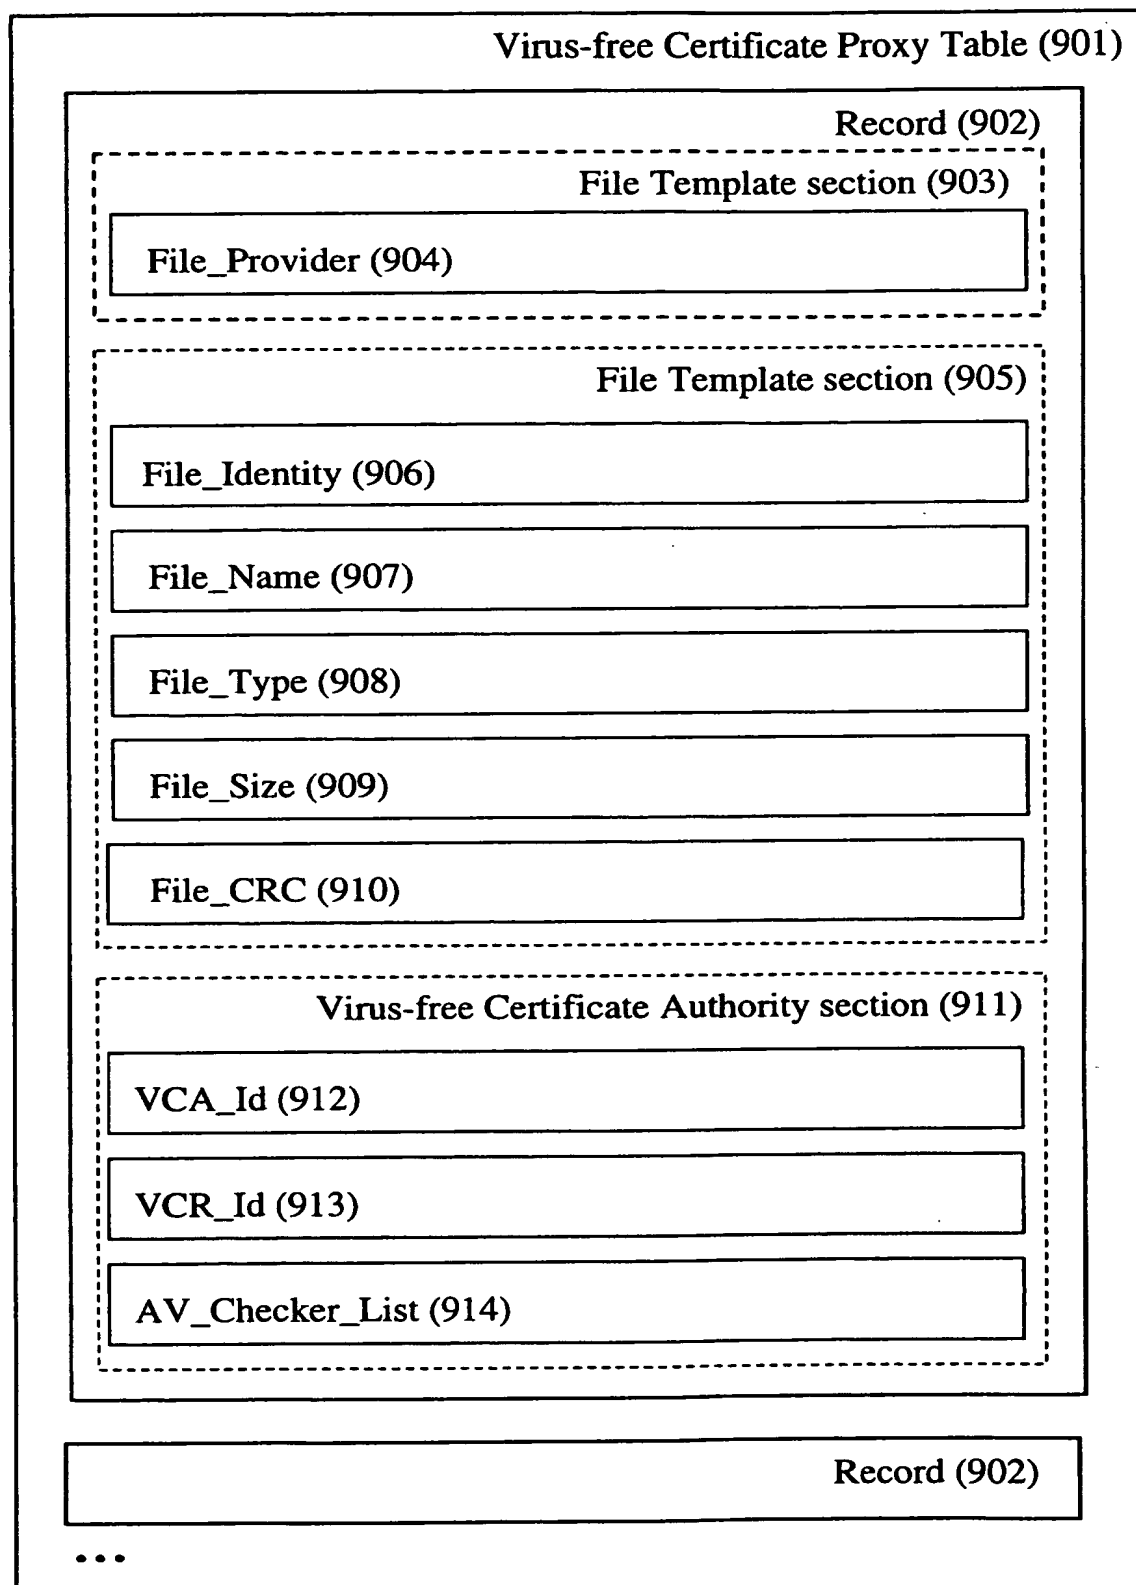 Virus-free Certificate Proxy Table (901)
Record (902)
File Template section (903)
File_Provider (904)
File Template section (905)
File_Identity (906)
File_Name (907)
File_Type (908)
File_Size (909)
File_CRC (910)
Virus-free Certificate Authority section (911)
VCA_Id (912)
VCR_Id (913)
AV_Checker_List (914)
Record (902)
...